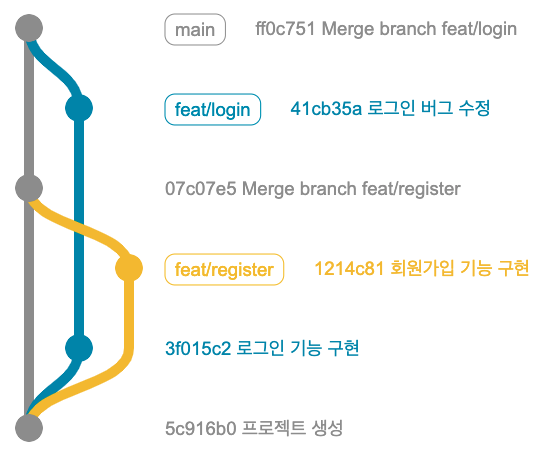 main ff0c751 Merge branch feat/login
feat/login 41cb35a 로그인 버그 수정
07c07e5 Merge branch feat/register
feat/register 1214c81 회원가입 기능 구현
3f015c2 로그인 기능 구현
5c916b0 프로젝트 생성